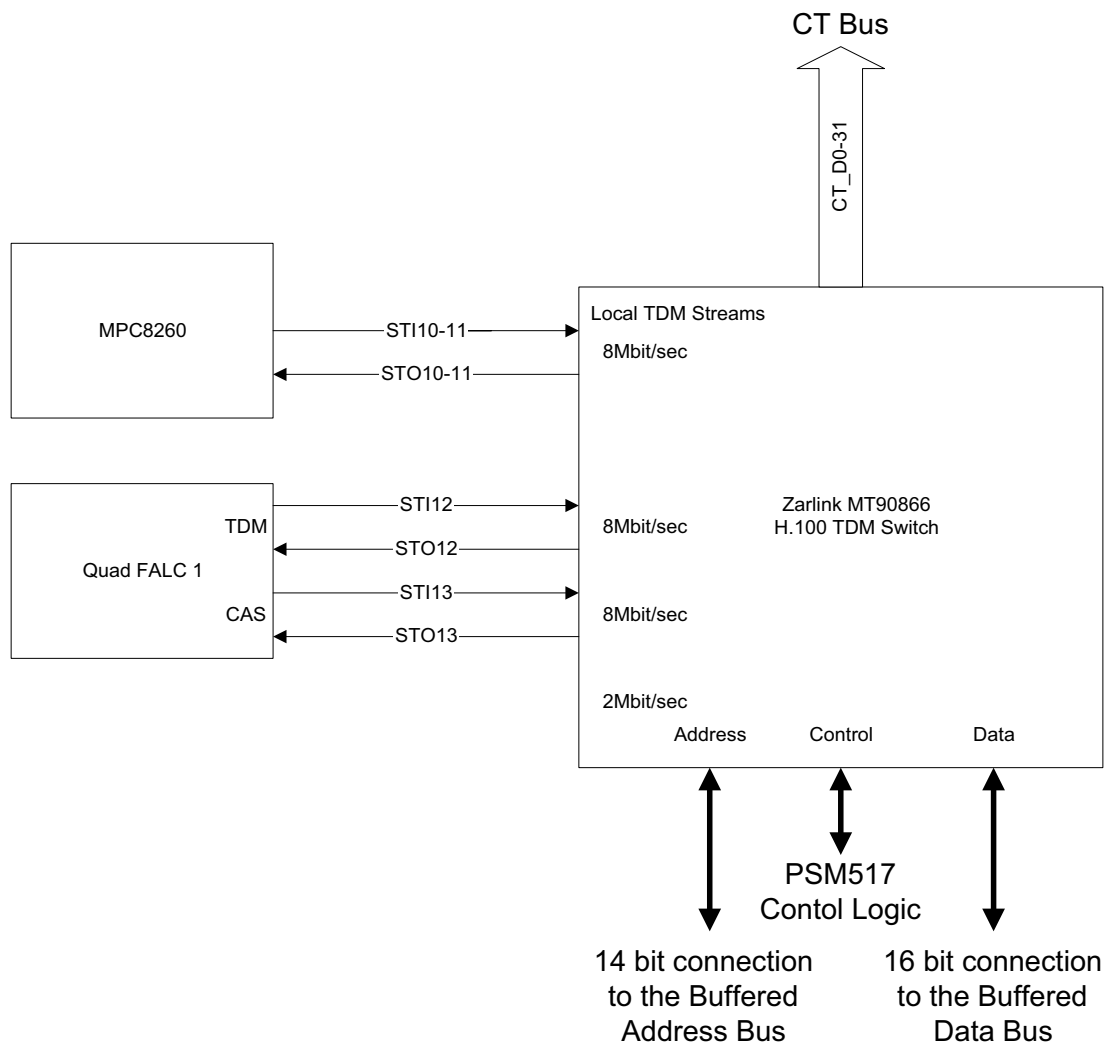 CT Bus
CT_D0-31
Local TDM Streams
MPC8260
STI10-11
8Mbit/sec
STO10-11
STI12
Zarlink MT90866
TDM
8Mbit/sec
H.100 TDM Switch
STO12
Quad FALC 1
STI13
CAS
8Mbit/sec
STO13
2Mbit/sec
Address
Control
Data
PSM517
Contol Logic
14 bit connection
to the Buffered
Address Bus
16 bit connection
to the Buffered
Data Bus